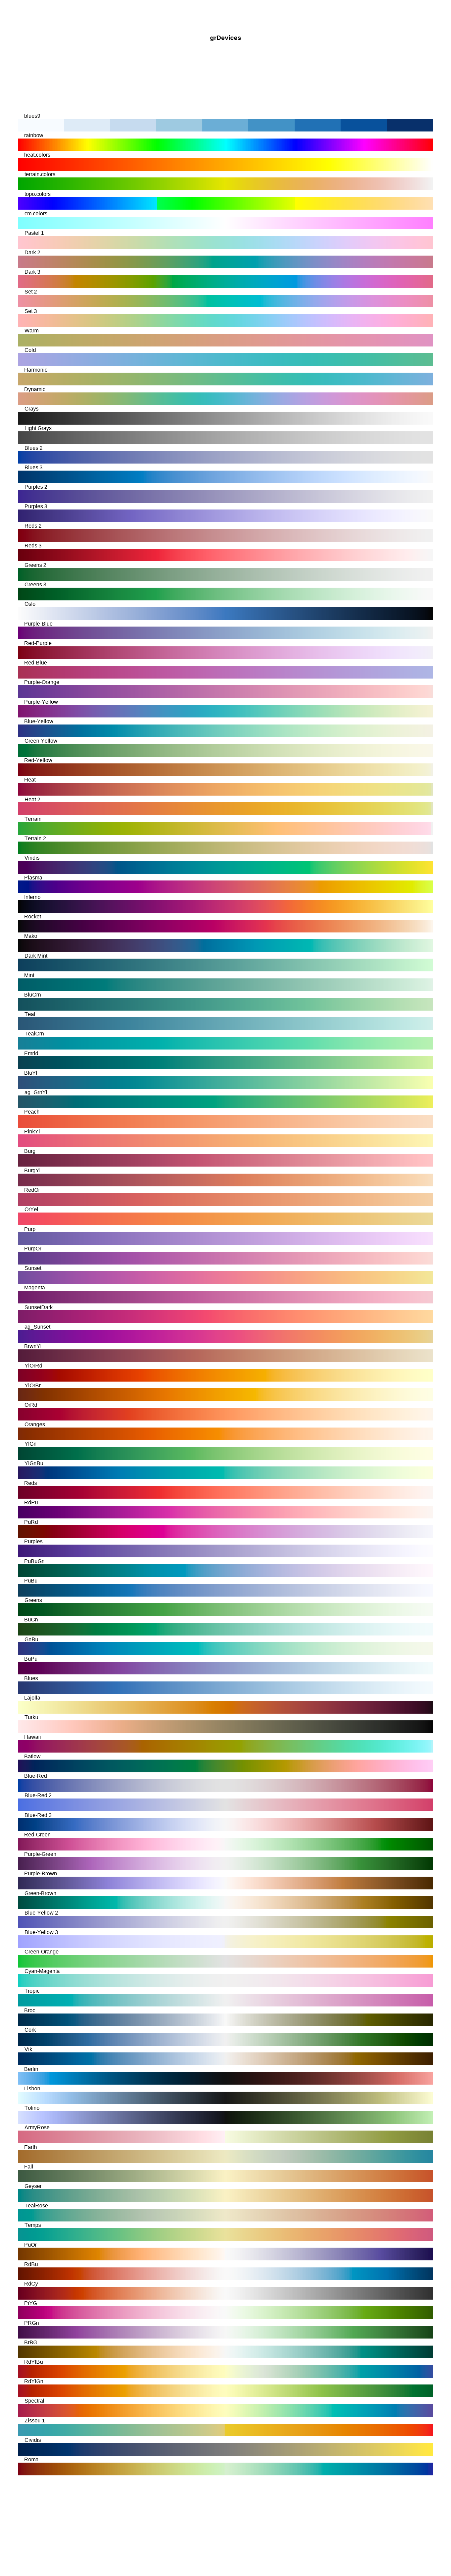 grDevices
blues9
rainbow
heat.colors
terrain.colors
topo.colors
cm.colors
Pastel 1
Dark 2
Dark 3
Set 2
Set 3
Warm
Cold
Harmonic
Dynamic
Grays
Light Grays
Blues 2
Blues 3
Purples 2
Purples 3
Reds 2
Reds 3
Greens 2
Greens 3
Oslo
Purple-Blue
Red-Purple
Red-Blue
Purple-Orange
Purple-Yellow
Blue-Yellow
Green-Yellow
Red-Yellow
Heat
Heat 2
Terrain
Terrain 2
Viridis
Plasma
Inferno
Rocket
Mako
Dark Mint
Mint
BluGrn
Teal
TealGrn
Emrld
BluYl
ag_GrnYl
Peach
PinkYl
Burg
BurgYl
RedOr
OrYel
Purp
PurpOr
Sunset
Magenta
SunsetDark
ag_Sunset
BrwnYl
YlOrRd
YlOrBr
OrRd
Oranges
YlGn
YlGnBu
Reds
RdPu
PuRd
Purples
PuBuGn
PuBu
Greens
BuGn
GnBu
BuPu
Blues
Lajolla
Turku
Hawaii
Batlow
Blue-Red
Blue-Red 2
Blue-Red 3
Red-Green
Purple-Green
Purple-Brown
Green-Brown
Blue-Yellow 2
Blue-Yellow 3
Green-Orange
Cyan-Magenta
Tropic
Broc
Cork
Vik
Berlin
Lisbon
Tofino
ArmyRose
Earth
Fall
Geyser
TealRose
Temps
PuOr
RdBu
RdGy
PiYG
PRGn
BrBG
RdYlBu
RdYlGn
Spectral
Zissou 1
Cividis
Roma